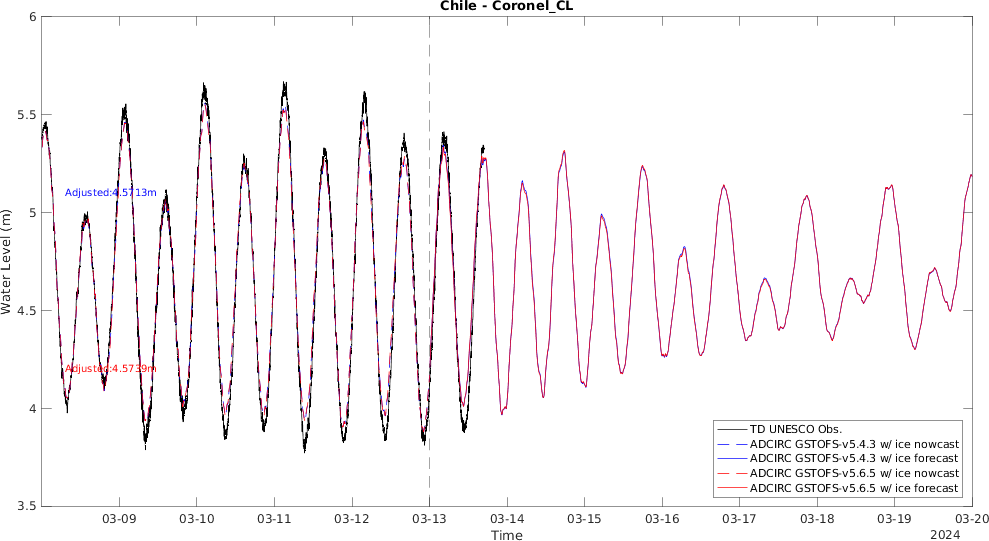 Chile - Coronel_CL
6
5.5
5
4.5
4
3.5
Water Level (m)
Adjusted:4.5713m
Adjusted:4.5739m
TD UNESCO Obs.
ADCIRC GSTOFS-v5.4.3 w/ ice nowcast
ADCIRC GSTOFS-v5.4.3 w/ ice forecast
ADCIRC GSTOFS-v5.6.5 w/ ice nowcast
ADCIRC GSTOFS-v5.6.5 w/ ice forecast
03-09 03-10 03-11 03-12 03-13 03-14 03-15 03-16 03-17 03-18 03-19 03-20
Time
2024